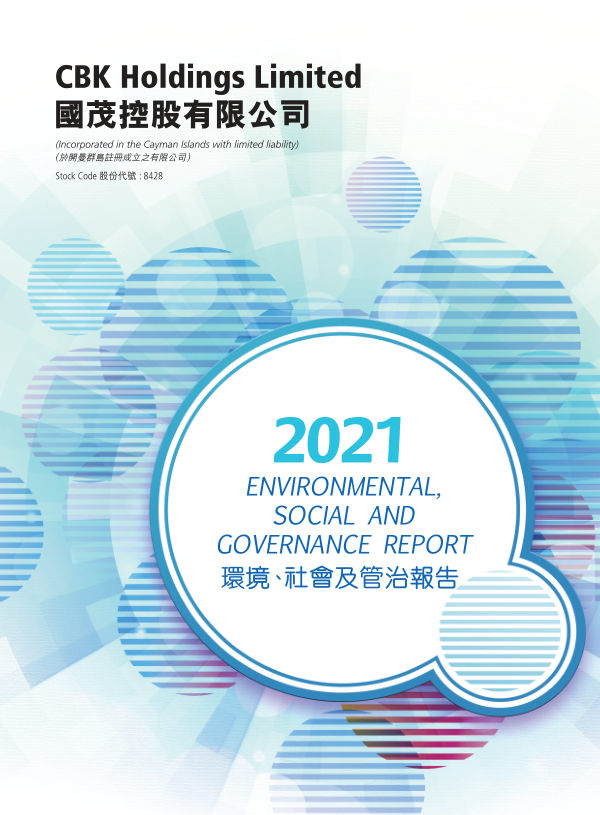 CBK Holdings Limited
國茂控股有限公司
(Incorporated in the Cayman Islands with limited liability)
(於開曼群島註冊成立之有限公司)
Stock Code 股份代號 : 8428
2021
ENVIRONMENTAL,
SOCIAL AND
GOVERNANCE REPORT
環境、社會及管治報告